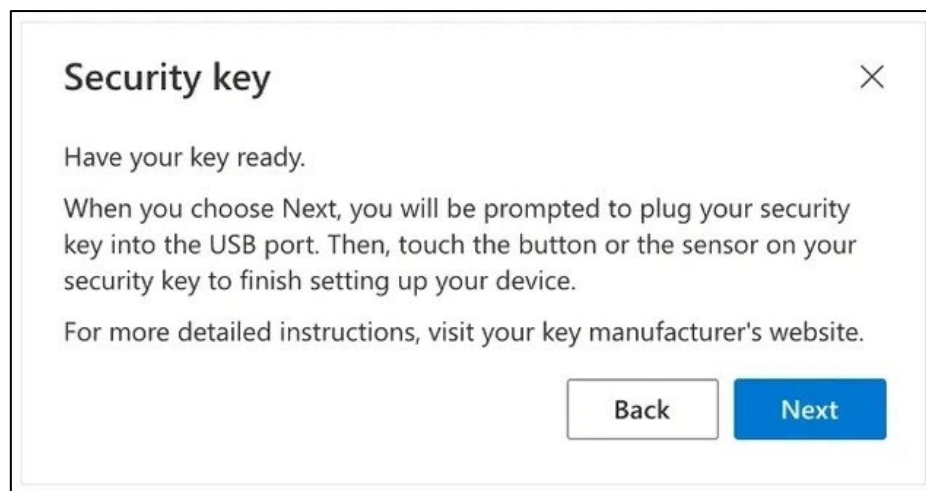 Security key
Have your key ready.
When you choose Next, you will be prompted to plug your security
key into the USB port. Then, touch the button or the sensor on your
security key to finish setting up your device.
For more detailed instructions, visit your key manufacturer's website.
Back Next